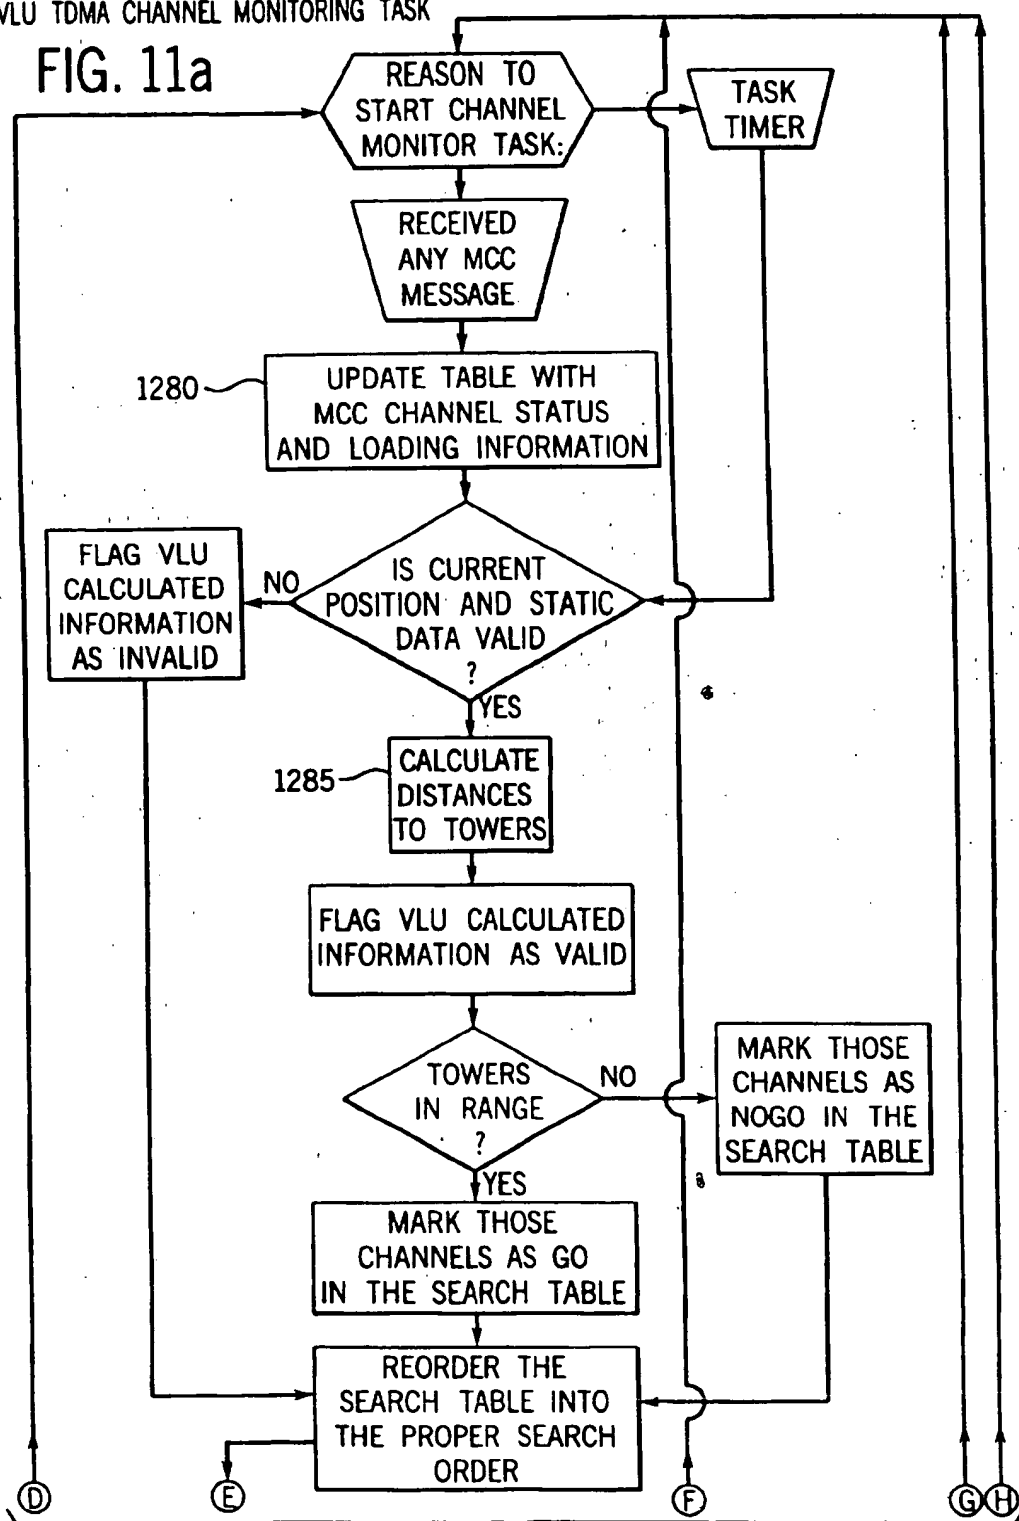 VLU TDMA CHANNEL MONITORING TASK
FIG. 11a
REASON TO
START CHANNEL
MONITOR TASK:
TASK
TIMER
RECEIVED
ANY MCC
MESSAGE
1280
UPDATE TABLE WITH
MCC CHANNEL STATUS
AND LOADING INFORMATION
FLAG VLU
CALCULATED
INFORMATION
AS INVALID
NO
IS CURRENT
POSITION AND STATIC
DATA VALID
?
YES
1285
CALCULATE
DISTANCES
TO TOWERS
FLAG VLU CALCULATED
INFORMATION AS VALID
TOWERS
IN RANGE
?
NO
MARK THOSE
CHANNELS AS
NOGO IN THE
SEARCH TABLE
YES
MARK THOSE
CHANNELS AS GO
IN THE SEARCH TABLE
REORDER THE
SEARCH TABLE INTO
THE PROPER SEARCH
ORDER
D
E
F
G
H